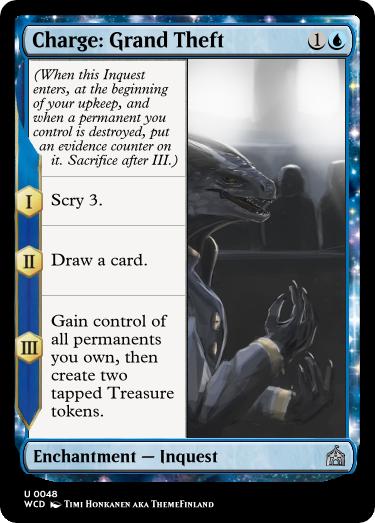 Charge: Grand Theft 1
(When this Inquest
enters, at the beginning
of your upkeep, and
when a permanent you
control is destroyed, put
an evidence counter on
it. Sacrifice after III.)
I Scry 3.
II Draw a card.
III Gain control of
all permanents
you own, then
create two
tapped Treasure
tokens.
Enchantment — Inquest
U 0048
WCD Timi Honkanen aka ThemeFinland